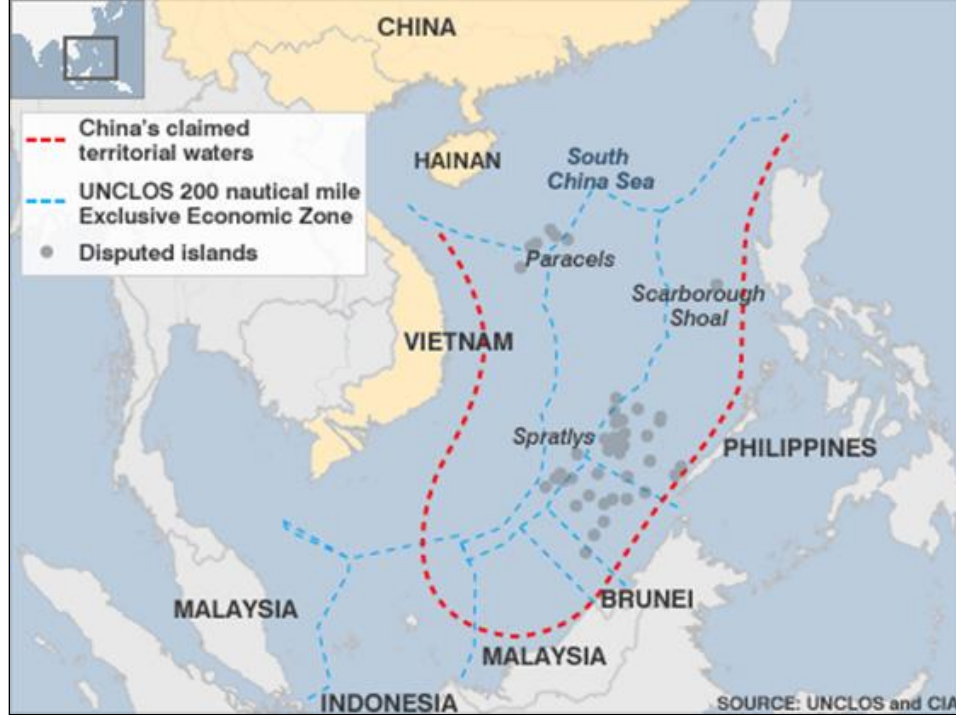 CHINA
China's claimed
territorial waters
UNCLOS 200 nautical mile
Exclusive Economic Zone
Disputed islands
HAINAN
South
China Sea
Paracels
Scarborough
Shoal
VIETNAM
Spratlys
PHILIPPINES
MALAYSIA
BRUNEI
MALAYSIA
INDONESIA
SOURCE: UNCLOS and CIA